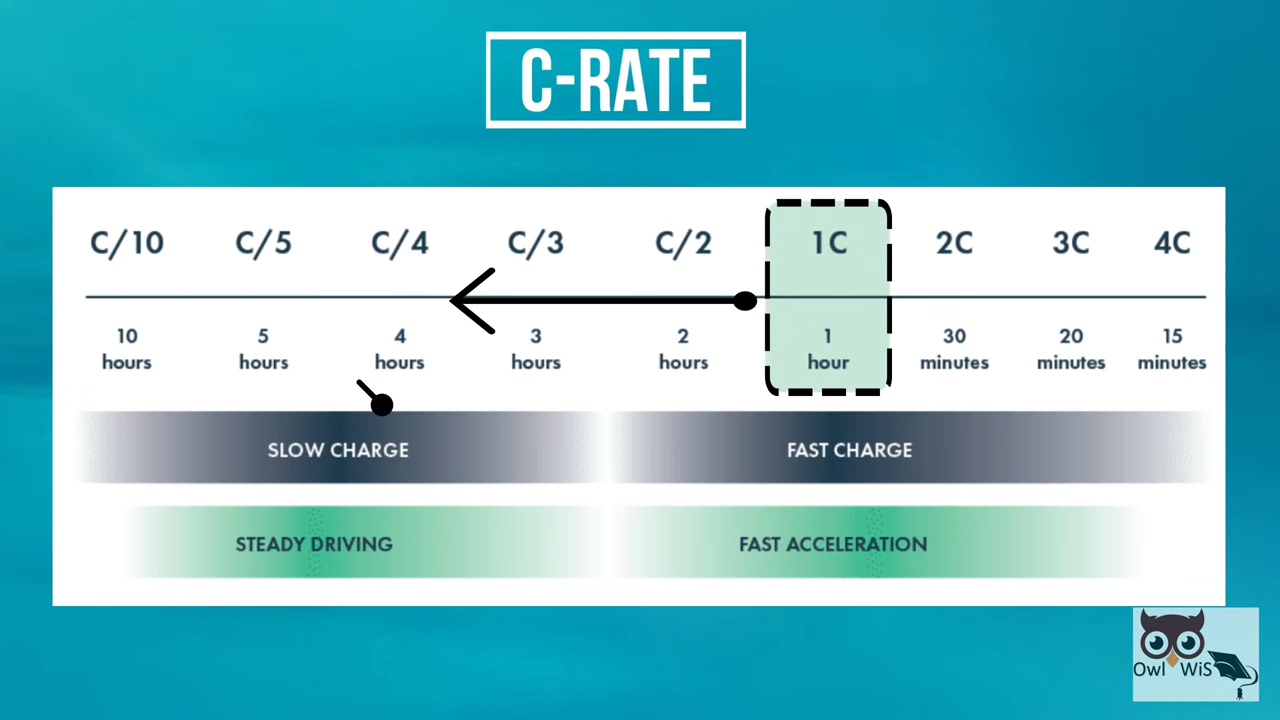 C-RATE
C/10 C/5 C/4 C/3 C/2 1C 2C 3C 4C
10 5 4 3 2 1 30 20 15
hours hours hours hours hours hour minutes minutes minutes
SLOW CHARGE FAST CHARGE
STEADY DRIVING FAST ACCELERATION
Owl WiS